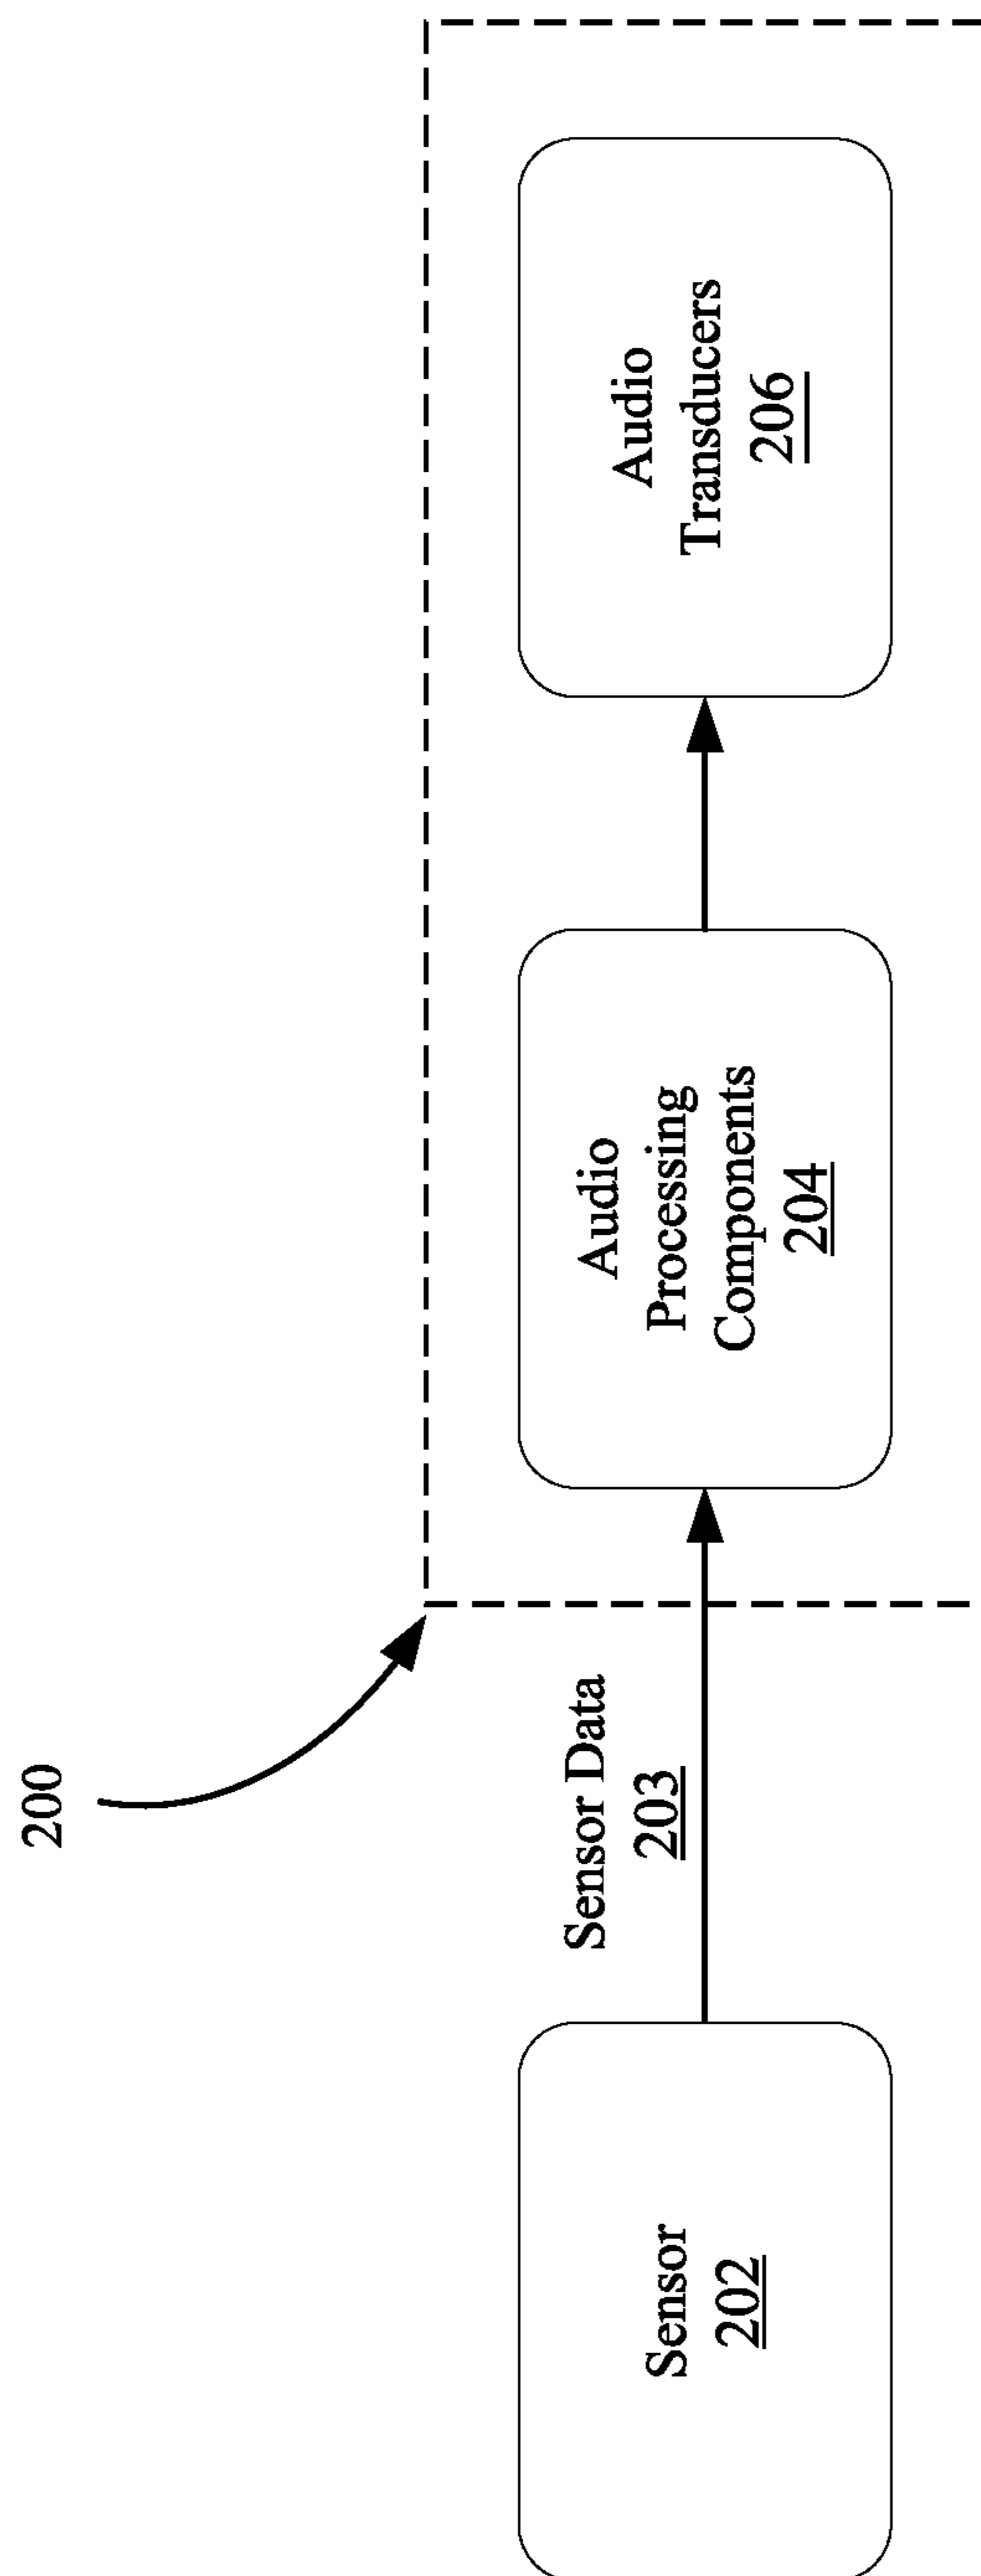 200
Sensor
202
Sensor Data
203
Audio
Processing
Components
204
Audio
Transducers
206